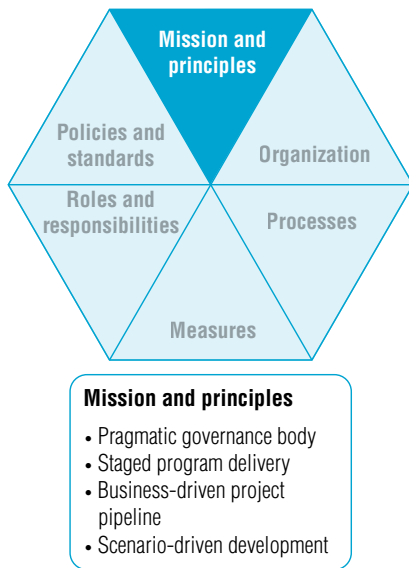 Mission and
principles
Policies and
standards
Organization
Roles and
responsibilities
Processes
Measures
Mission and principles
• Pragmatic governance body
• Staged program delivery
• Business-driven project
pipeline
• Scenario-driven development